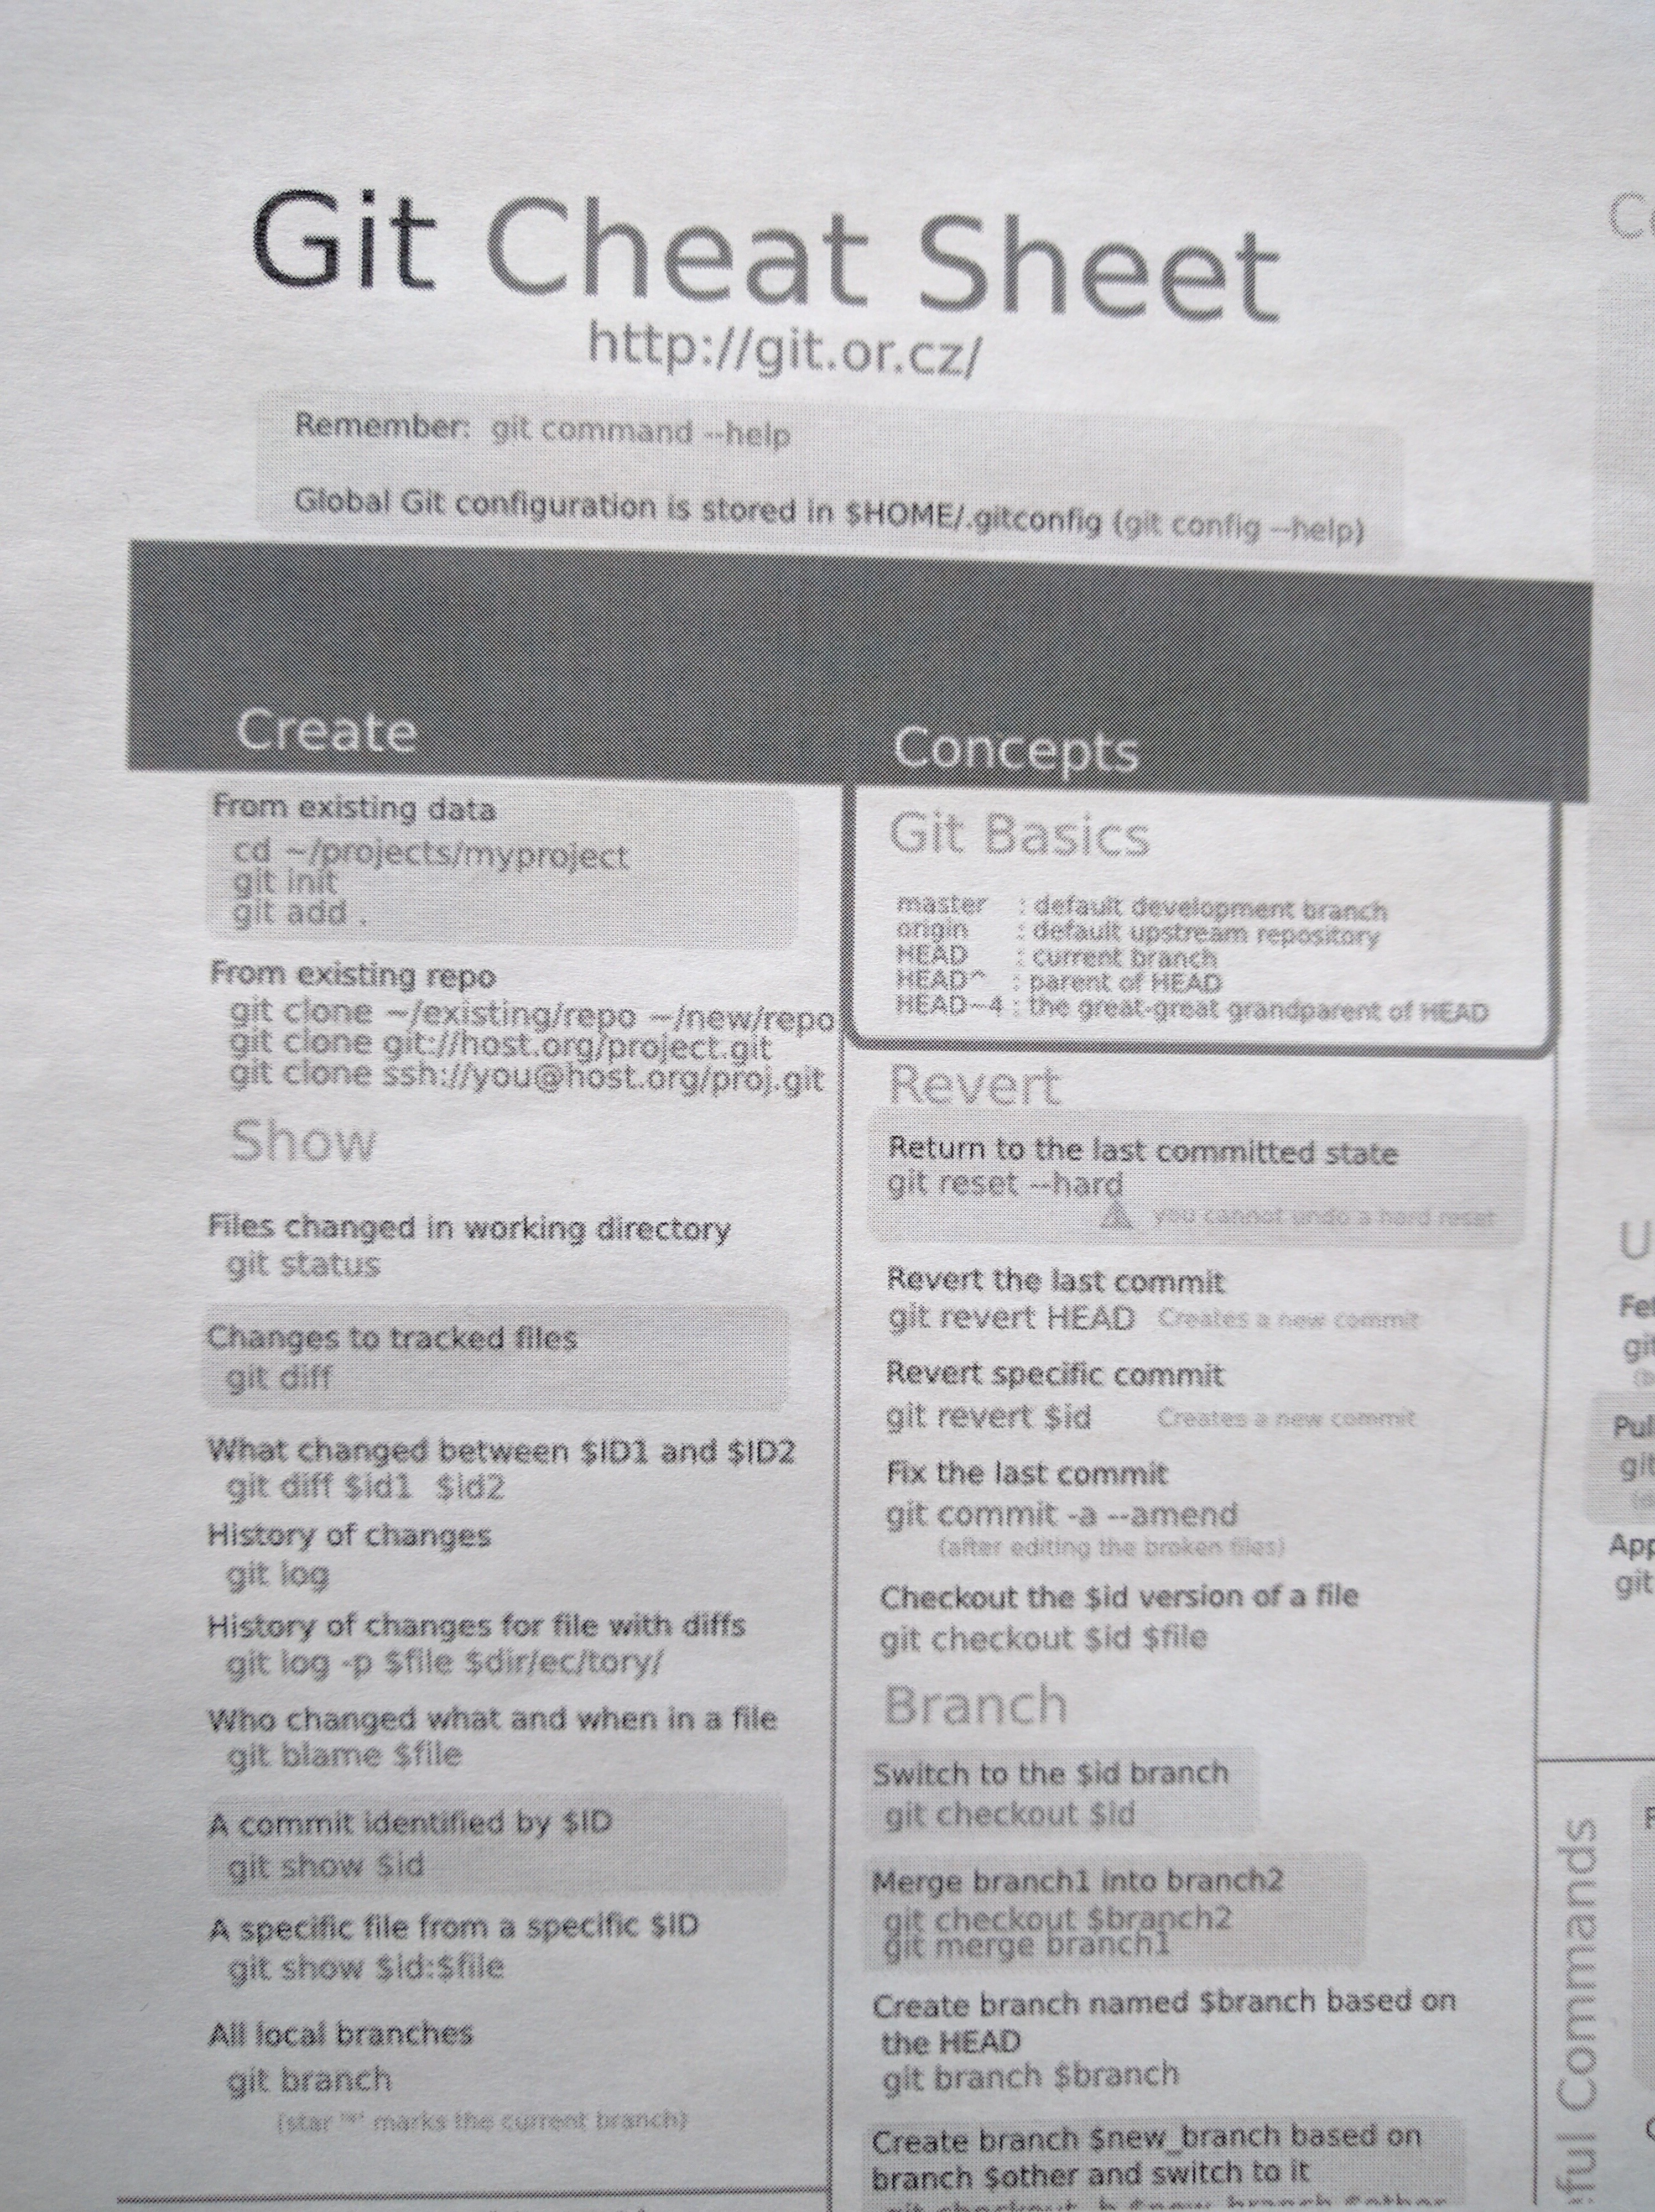 Git Cheat Sheet
http://git.or.cz/
Remember: git command --help
Global Git configuration is stored in $HOME/.gitconfig (git config --help)
Create
From existing data
cd ~/projects/myproject
git init
git add .
From existing repo
git clone ~/existing/repo ~/new/repo
git clone git://host.org/project.git
git clone ssh://you@host.org/proj.git
Show
Files changed in working directory
git status
Changes to tracked files
git diff
What changed between $ID1 and $ID2
git diff $id1 $id2
History of changes
git log
History of changes for file with diffs
git log -p $file $dir/ec/tory/
Who changed what and when in a file
git blame $file
A commit identified by $ID
git show $id
A specific file from a specific $ID
git show $id:$file
All local branches
git branch
(star '*' marks the current branch)
Concepts
Git Basics
master : default development branch
origin : default upstream repository
HEAD : current branch
HEAD^ : parent of HEAD
HEAD~4 : the great-great grandparent of HEAD
Revert
Return to the last committed state
git reset --hard
you cannot undo a hard reset
Revert the last commit
git revert HEAD Creates a new commit
Revert specific commit
git revert $id Creates a new commit
Fix the last commit
git commit -a --amend
(after editing the broken files)
Checkout the $id version of a file
git checkout $id $file
Branch
Switch to the $id branch
git checkout $id
Merge branch1 into branch2
git checkout $branch2
git merge branch1
Create branch named $branch based on
the HEAD
git branch $branch
Create branch $new_branch based on
branch $other and switch to it
git
git
git
Commands